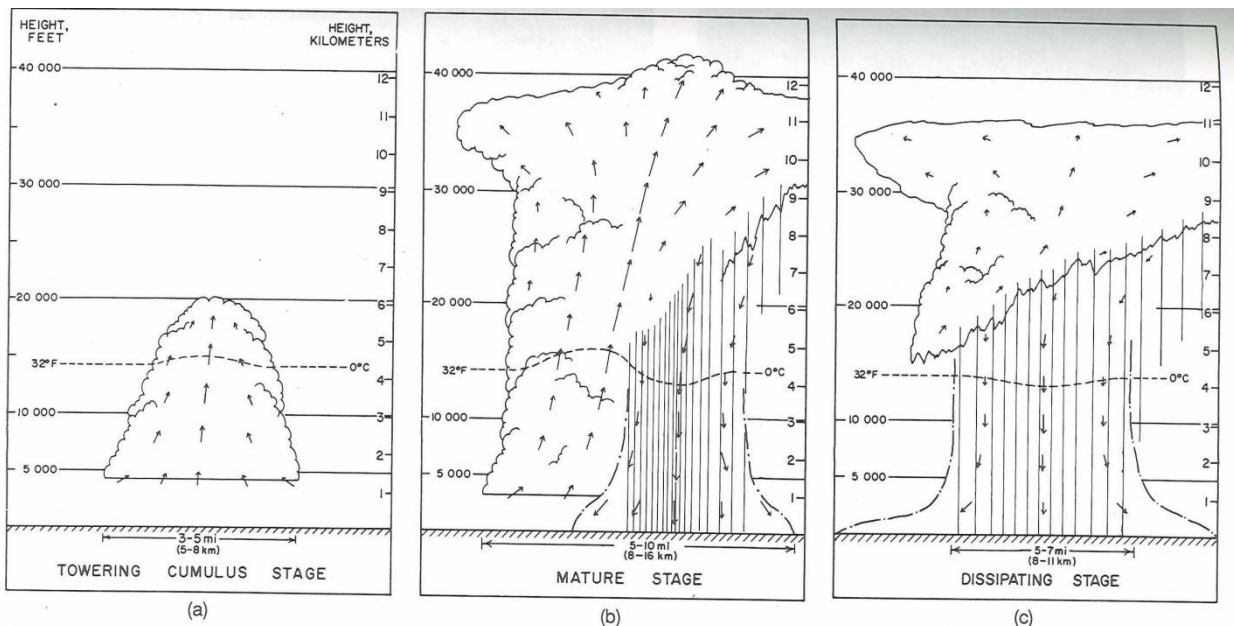 HEIGHT,
FEET
HEIGHT,
KILOMETERS
40 000
30 000
20 000
10 000
5 000
12
11
10
9
8
7
6
5
4
3
2
1
32°F
0°C
3-5 mi
(5-8 km)
TOWERING CUMULUS STAGE
(a)
40 000
30 000
20 000
10 000
5 000
12
11
10
9
8
7
6
5
4
3
2
1
32°F
0°C
5-10 mi
(8-16 km)
MATURE STAGE
(b)
40 000
30 000
20 000
10 000
5 000
12
11
10
9
8
7
6
5
4
3
2
1
32°F
0°C
5-7 mi
(8-11 km)
DISSIPATING STAGE
(c)